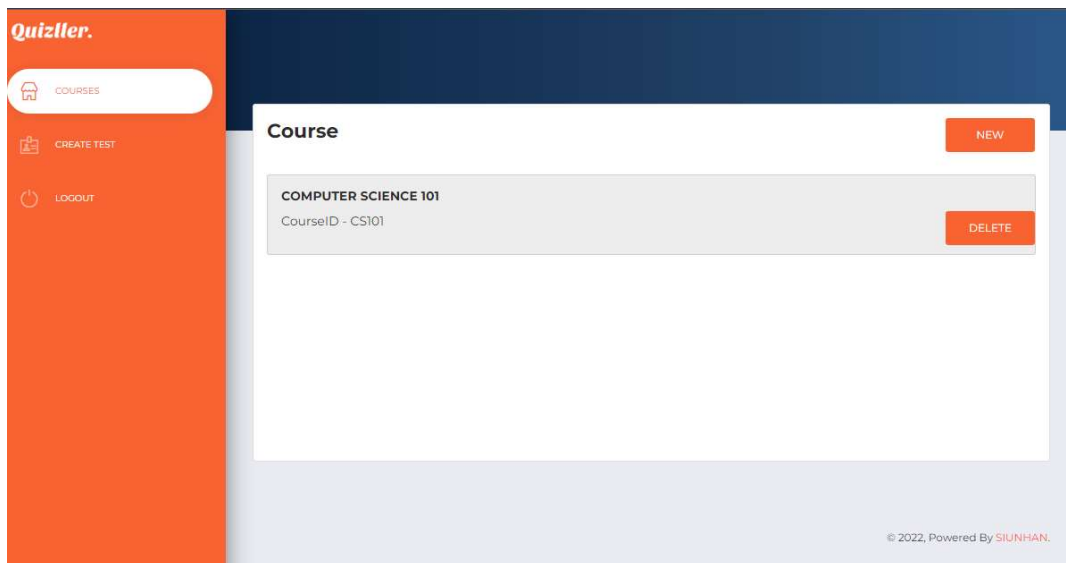 Quizller.
COURSES
CREATE TEST
LOGOUT
Course
NEW
COMPUTER SCIENCE 101
CourseID - CS101
DELETE
© 2022, Powered By SIUNHAN.